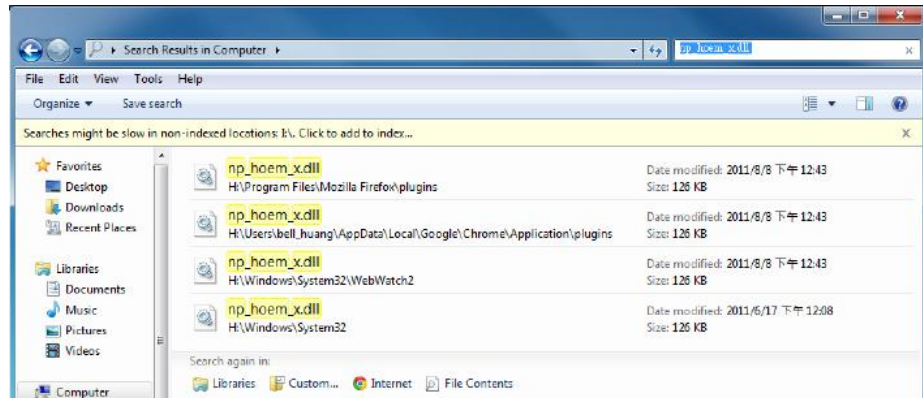 Search Results in Computer
np_hoem_x.dll
File Edit View Tools Help
Organize Save search
Searches might be slow in non-indexed locations: I:\. Click to add to index...
Favorites
Desktop
Downloads
Recent Places
Libraries
Documents
Music
Pictures
Videos
Computer
np_hoem_x.dll
H:\Program Files\Mozilla Firefox\plugins
Date modified: 2011/8/8 下午 12:43
Size: 126 KB
np_hoem_x.dll
H:\Users\bell_huang\AppData\Local\Google\Chrome\Application\plugins
Date modified: 2011/8/8 下午 12:43
Size: 126 KB
np_hoem_x.dll
H:\Windows\System32\WebWatch2
Date modified: 2011/8/8 下午 12:43
Size: 126 KB
np_hoem_x.dll
H:\Windows\System32
Date modified: 2011/6/17 下午 12:08
Size: 126 KB
Search again in:
Libraries Custom... Internet File Contents